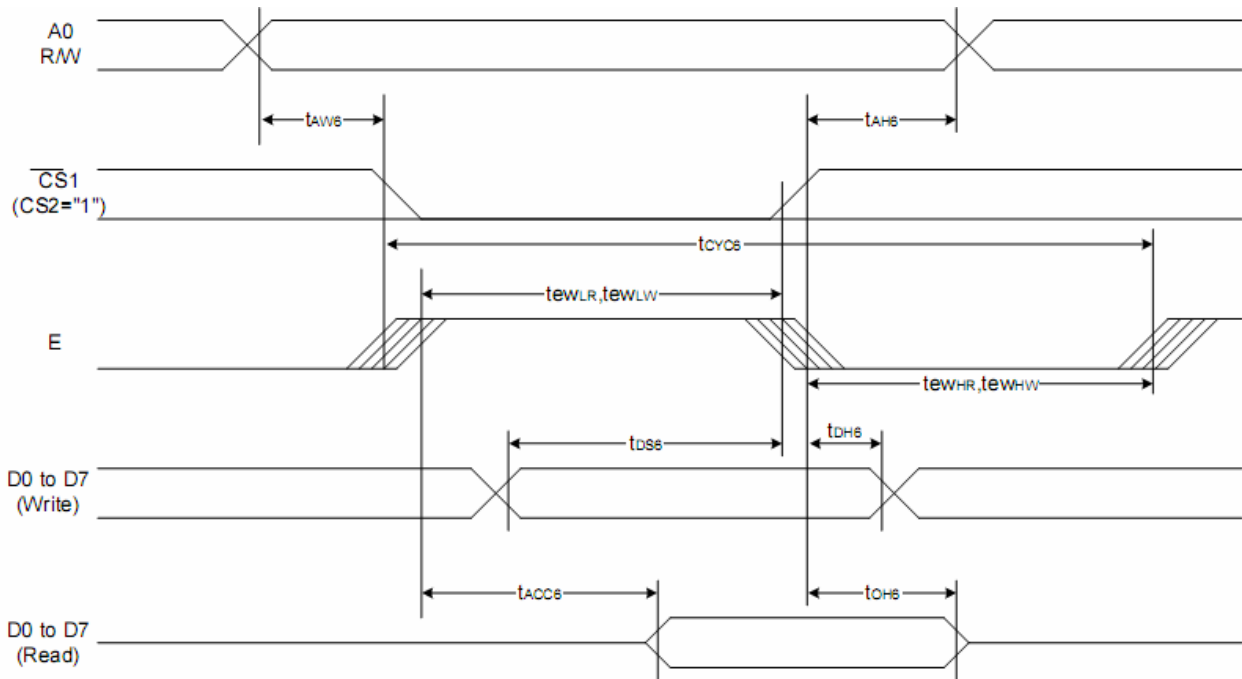 A0
R/W
tAW6
tAH6
CS1
(CS2="1")
tCYC6
tewLR,tewLW
E
tewHR,tewHW
tDS6
tDH6
D0 to D7
(Write)
tACC6
tOH6
D0 to D7
(Read)